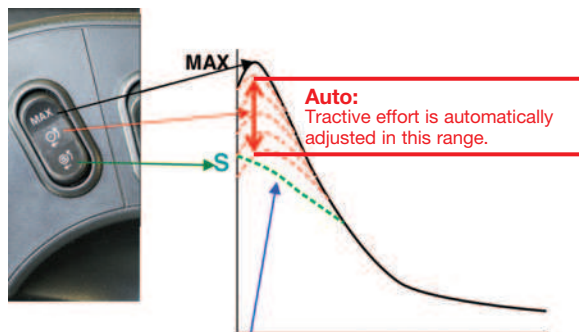 MAX
MAX
Auto:
Tractive effort is automatically
adjusted in this range.
S